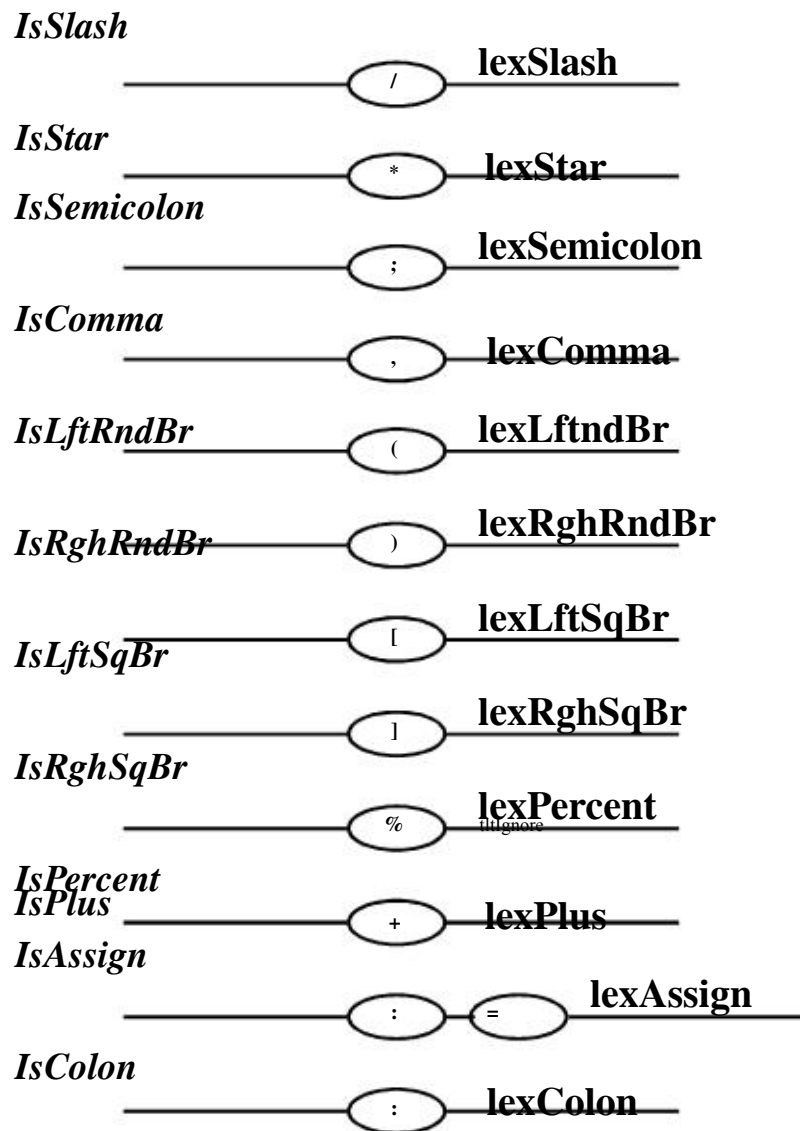 IsSlash
/ lexSlash
IsStar
* lexStar
IsSemicolon
; lexSemicolon
IsComma
, lexComma
IsLftRndBr
( lexLftndBr
IsRghRndBr
) lexRghRndBr
[ lexLftSqBr
IsLftSqBr
] lexRghSqBr
IsRghSqBr
% lexPercent
tltIgnore
IsPercent
IsPlus
+ lexPlus
IsAssign
: = lexAssign
IsColon
: lexColon